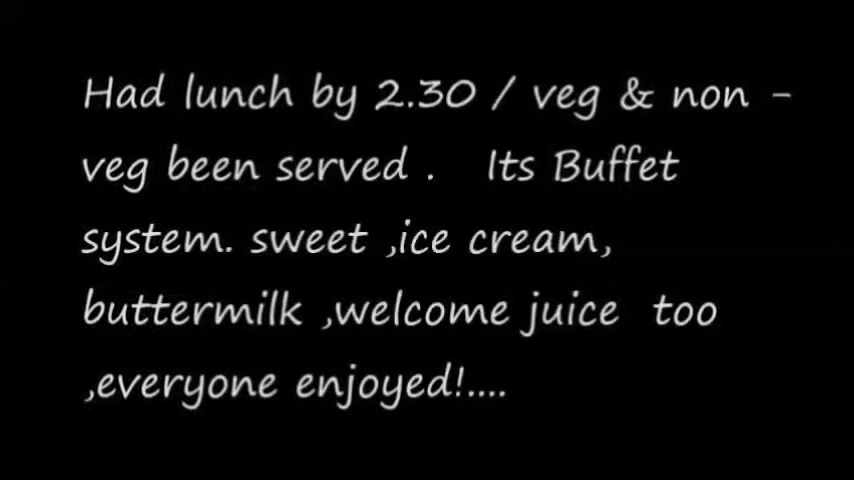 Had lunch by 2.30 / veg & non -
veg been served .   Its Buffet
system. sweet ,ice cream,
buttermilk ,welcome juice  too
,everyone enjoyed!....